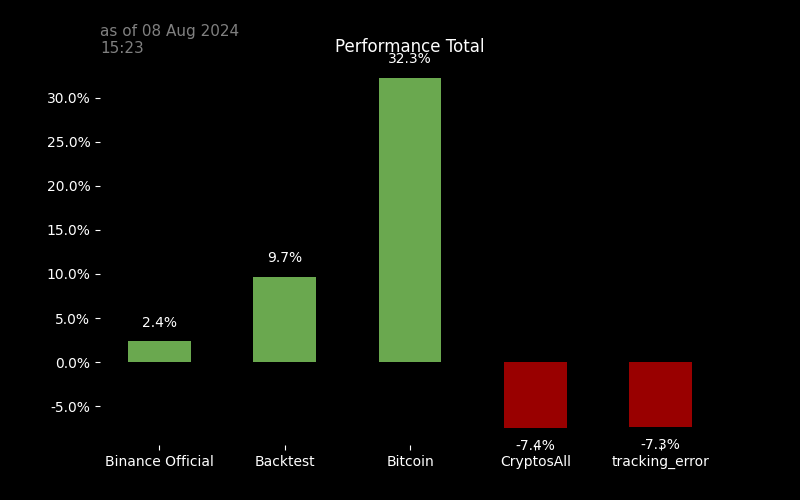 as of 08 Aug 2024
15:23
Performance Total
32.3%
30.0%
25.0%
20.0%
15.0%
9.7%
10.0%
2.4%
5.0%
0.0%
-5.0%
-7.4%
-7.3%
Binance Official
Backtest
Bitcoin
CryptosAll
tracking_error